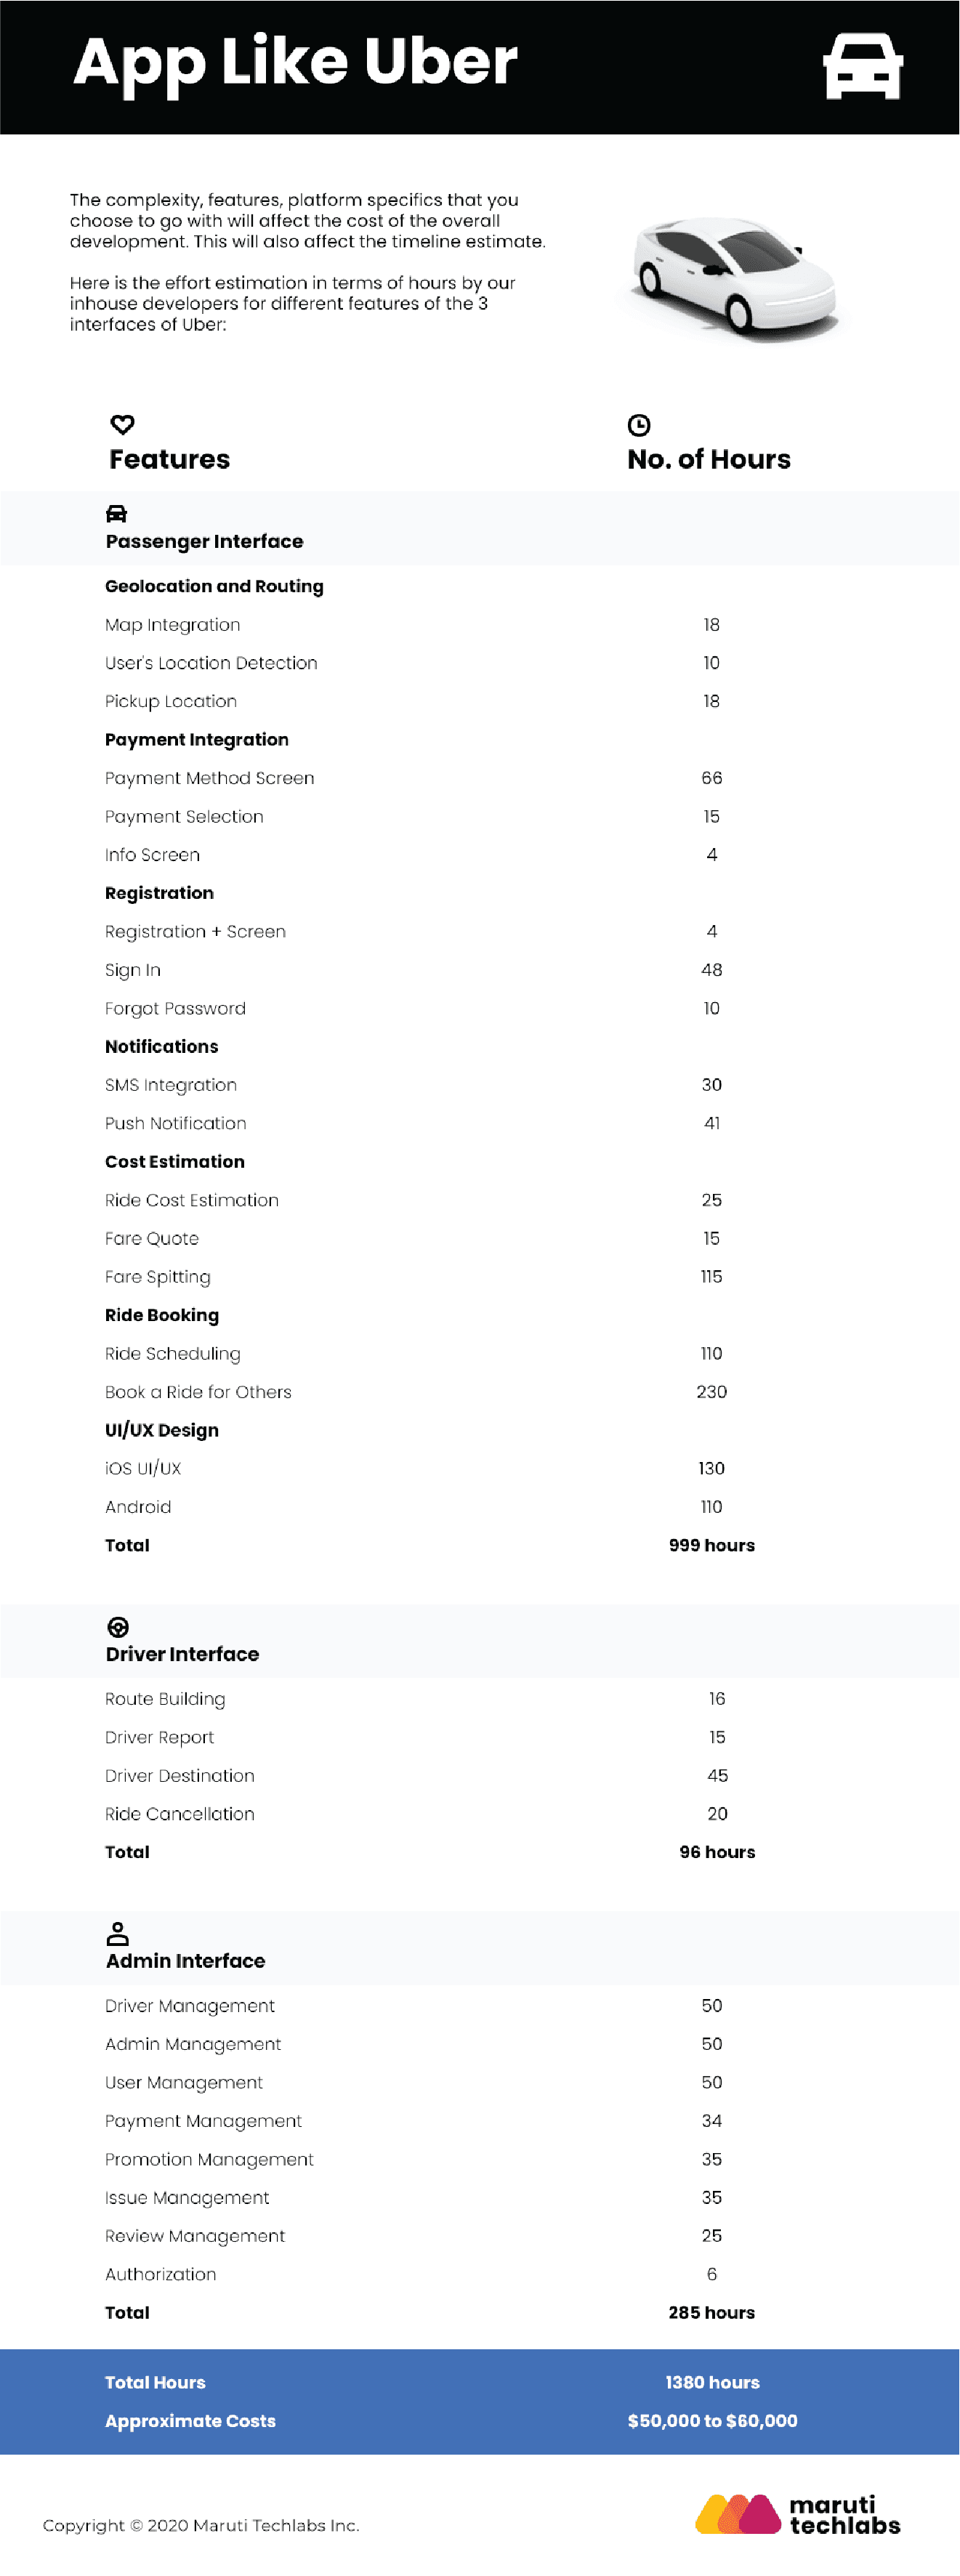 App Like Uber
The complexity, features, platform specifics that you
choose to go with will affect the cost of the overall
development. This will also affect the timeline estimate.
Here is the effort estimation in terms of hours by our
inhouse developers for different features of the 3
interfaces of Uber:
Features No. of Hours
Passenger Interface
Geolocation and Routing
Map Integration 18
User's Location Detection 10
Pickup Location 18
Payment Integration
Payment Method Screen 66
Payment Selection 15
Info Screen 4
Registration
Registration + Screen 4
Sign In 48
Forgot Password 10
Notifications
SMS Integration 30
Push Notification 41
Cost Estimation
Ride Cost Estimation 25
Fare Quote 15
Fare Spitting 115
Ride Booking
Ride Scheduling 110
Book a Ride for Others 230
UI/UX Design
iOS UI/UX 130
Android 110
Total 999 hours
Driver Interface
Route Building 16
Driver Report 15
Driver Destination 45
Ride Cancellation 20
Total 96 hours
Admin Interface
Driver Management 50
Admin Management 50
User Management 50
Payment Management 34
Promotion Management 35
Issue Management 35
Review Management 25
Authorization 6
Total 285 hours
Total Hours 1380 hours
Approximate Costs $50,000 to $60,000
Copyright © 2020 Maruti Techlabs Inc.
maruti
techlabs